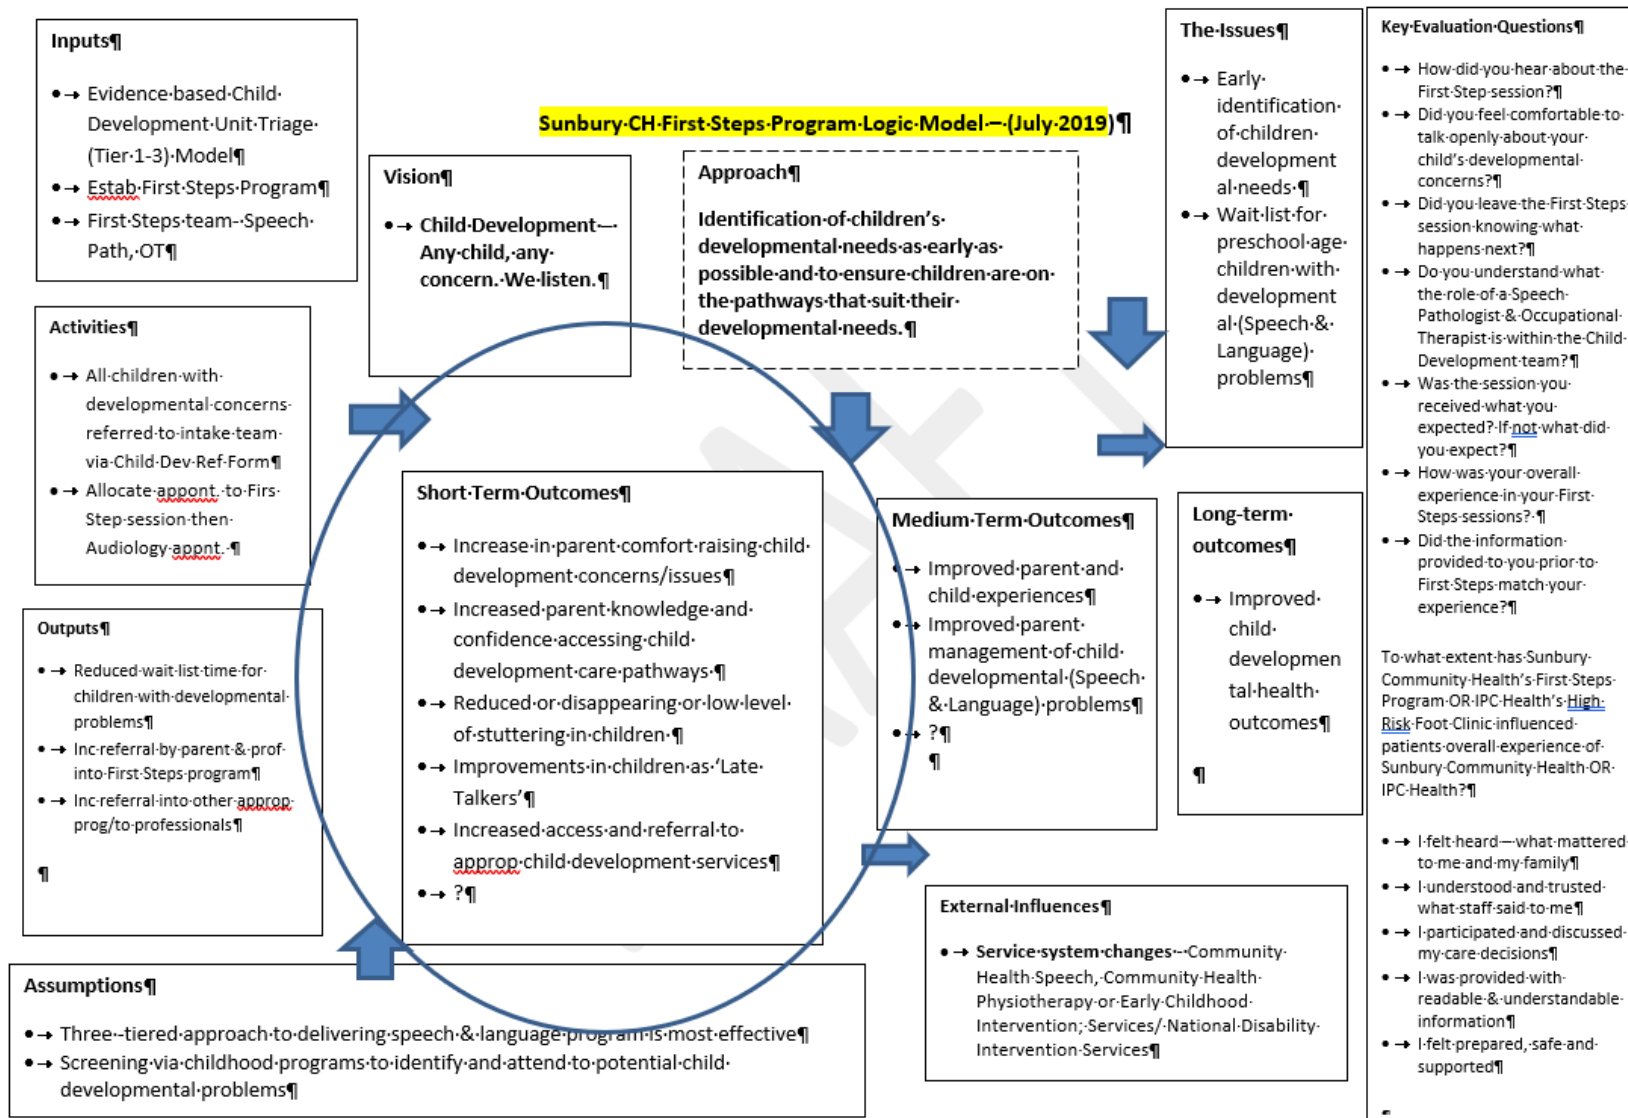 Sunbury CH First Steps Program Logic Model – (July 2019)¶
Inputs¶
• → Evidence based Child
Development Unit Triage
(Tier 1-3) Model¶
• → Estab First Steps Program¶
• → First Steps team - Speech
Path, OT¶
Vision¶
• → Child Development –
Any child, any
concern. We listen.¶
Approach¶
Identification of children's
developmental needs as early as
possible and to ensure children are on
the pathways that suit their
developmental needs.¶
The Issues¶
• → Early
identification
of children
development
al needs ¶
• → Wait list for
preschool age
children with
development
al (Speech &
Language)
problems¶
Activities¶
• → All children with
developmental concerns
referred to intake team
via Child Dev Ref Form¶
• → Allocate appont. to Firs
Step session then
Audiology appnt. ¶
Outputs¶
• → Reduced wait list time for
children with developmental
problems¶
• → Inc referral by parent & prof
into First Steps program¶
• → Inc referral into other approp
prog/to professionals¶
¶
Short Term Outcomes¶
• → Increase in parent comfort raising child
development concerns/issues¶
• → Increased parent knowledge and
confidence accessing child
development care pathways ¶
• → Reduced or disappearing or low level
of stuttering in children ¶
• → Improvements in children as 'Late
Talkers'¶
• → Increased access and referral to
approp child development services¶
• → ?¶
Medium Term Outcomes¶
• → Improved parent and
child experiences¶
• → Improved parent
management of child
developmental (Speech
& Language) problems¶
• → ?¶
¶
Long-term
outcomes¶
• → Improved
child
developmen
tal health
outcomes¶
¶
Assumptions¶
• → Three -tiered approach to delivering speech & language program is most effective¶
• → Screening via childhood programs to identify and attend to potential child
developmental problems¶
External Influences¶
• → Service system changes - Community
Health Speech, Community Health
Physiotherapy or Early Childhood
Intervention; Services/ National Disability
Intervention Services¶
Key Evaluation Questions¶
• → How did you hear about the
First Step session?¶
• → Did you feel comfortable to
talk openly about your
child's developmental
concerns?¶
• → Did you leave the First Steps
session knowing what
happens next?¶
• → Do you understand what
the role of a Speech
Pathologist & Occupational
Therapist is within the Child
Development team?¶
• → Was the session you
received what you
expected? If not what did
you expect?¶
• → How was your overall
experience in your First
Steps sessions? ¶
• → Did the information
provided to you prior to
First Steps match your
experience?¶
To what extent has Sunbury
Community Health's First Steps
Program OR IPC Health's High
Risk Foot Clinic influenced
patients overall experience of
Sunbury Community Health OR
IPC Health?¶
• → I felt heard – what mattered
to me and my family¶
• → I understood and trusted
what staff said to me¶
• → I participated and discussed
my care decisions¶
• → I was provided with
readable & understandable
information¶
• → I felt prepared, safe and
supported¶